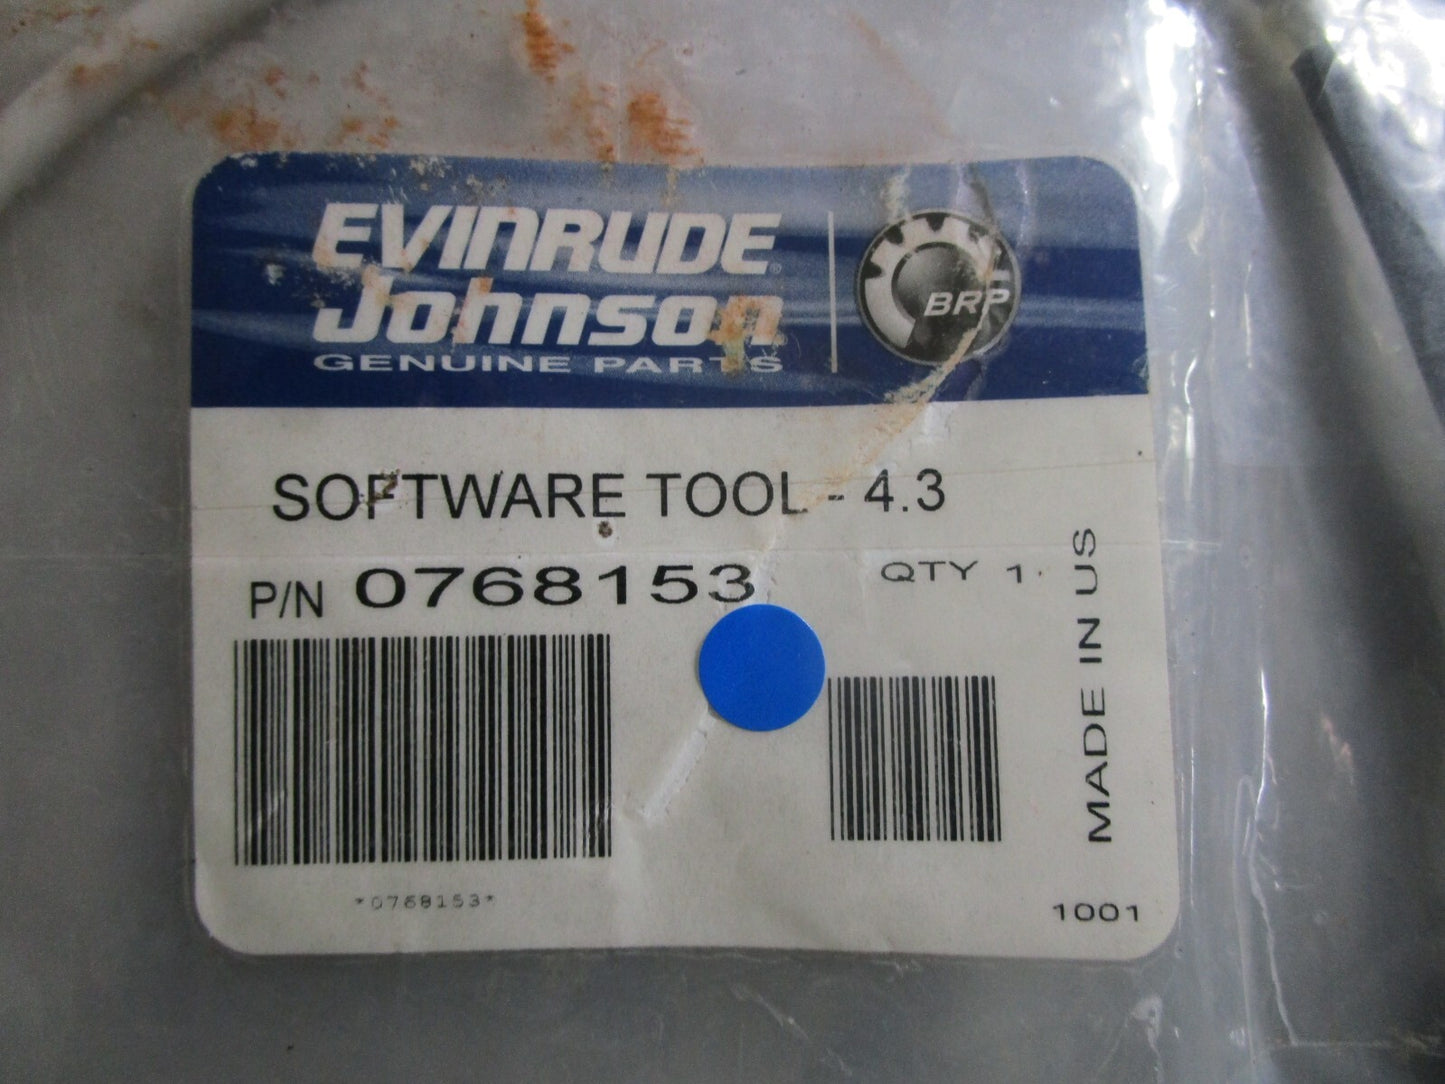 EVINRUDE®
Johnson®
GENUINE PARTS
BRP
SOFTWARE TOOL - 4.3
P/N 0768153
QTY 1
MADE IN US
*0768153*
1001